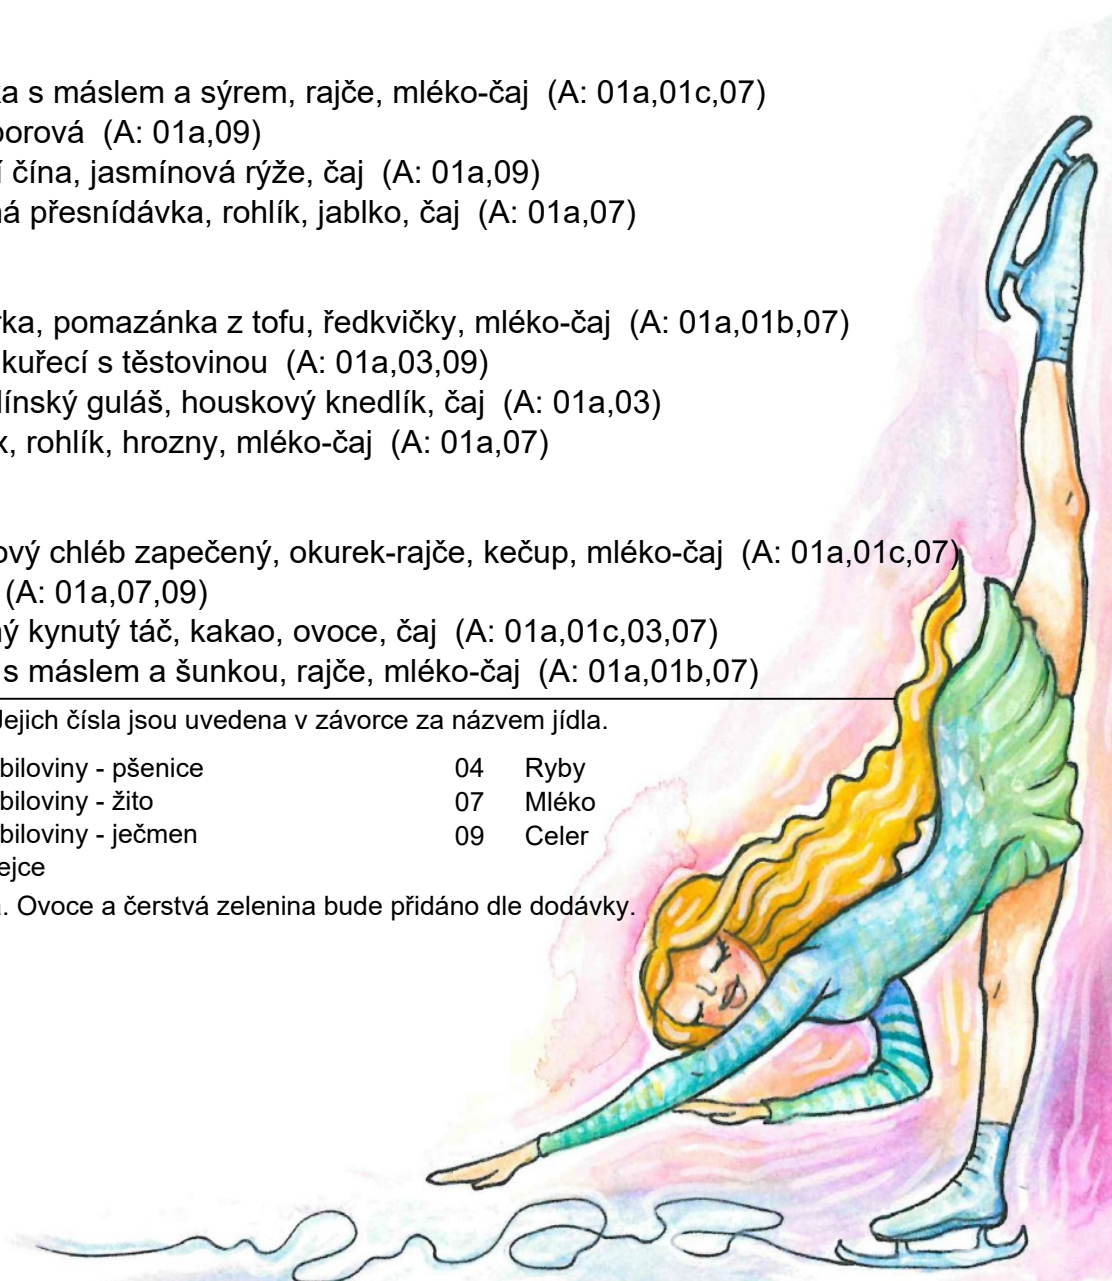 a s máslem a sýrem, rajče, mléko-čaj (A: 01a,01c,07)
orová (A: 01a,09)
í čína, jasmínová rýže, čaj (A: 01a,09)
á přesnídávka, rohlík, jablko, čaj (A: 01a,07)
rka, pomazánka z tofu, ředkvičky, mléko-čaj (A: 01a,01b,07)
kuřecí s těstovinou (A: 01a,03,09)
línský guláš, houskový knedlík, čaj (A: 01a,03)
x, rohlík, hrozny, mléko-čaj (A: 01a,07)
ový chléb zapečený, okurek-rajče, kečup, mléko-čaj (A: 01a,01c,07)
(A: 01a,07,09)
ný kynutý táč, kakao, ovoce, čaj (A: 01a,01c,03,07)
s máslem a šunkou, rajče, mléko-čaj (A: 01a,01b,07)
Jejich čísla jsou uvedena v závorce za názvem jídla.
biloviny - pšenice 04 Ryby
biloviny - žito 07 Mléko
biloviny - ječmen 09 Celer
ejce
. Ovoce a čerstvá zelenina bude přidáno dle dodávky.